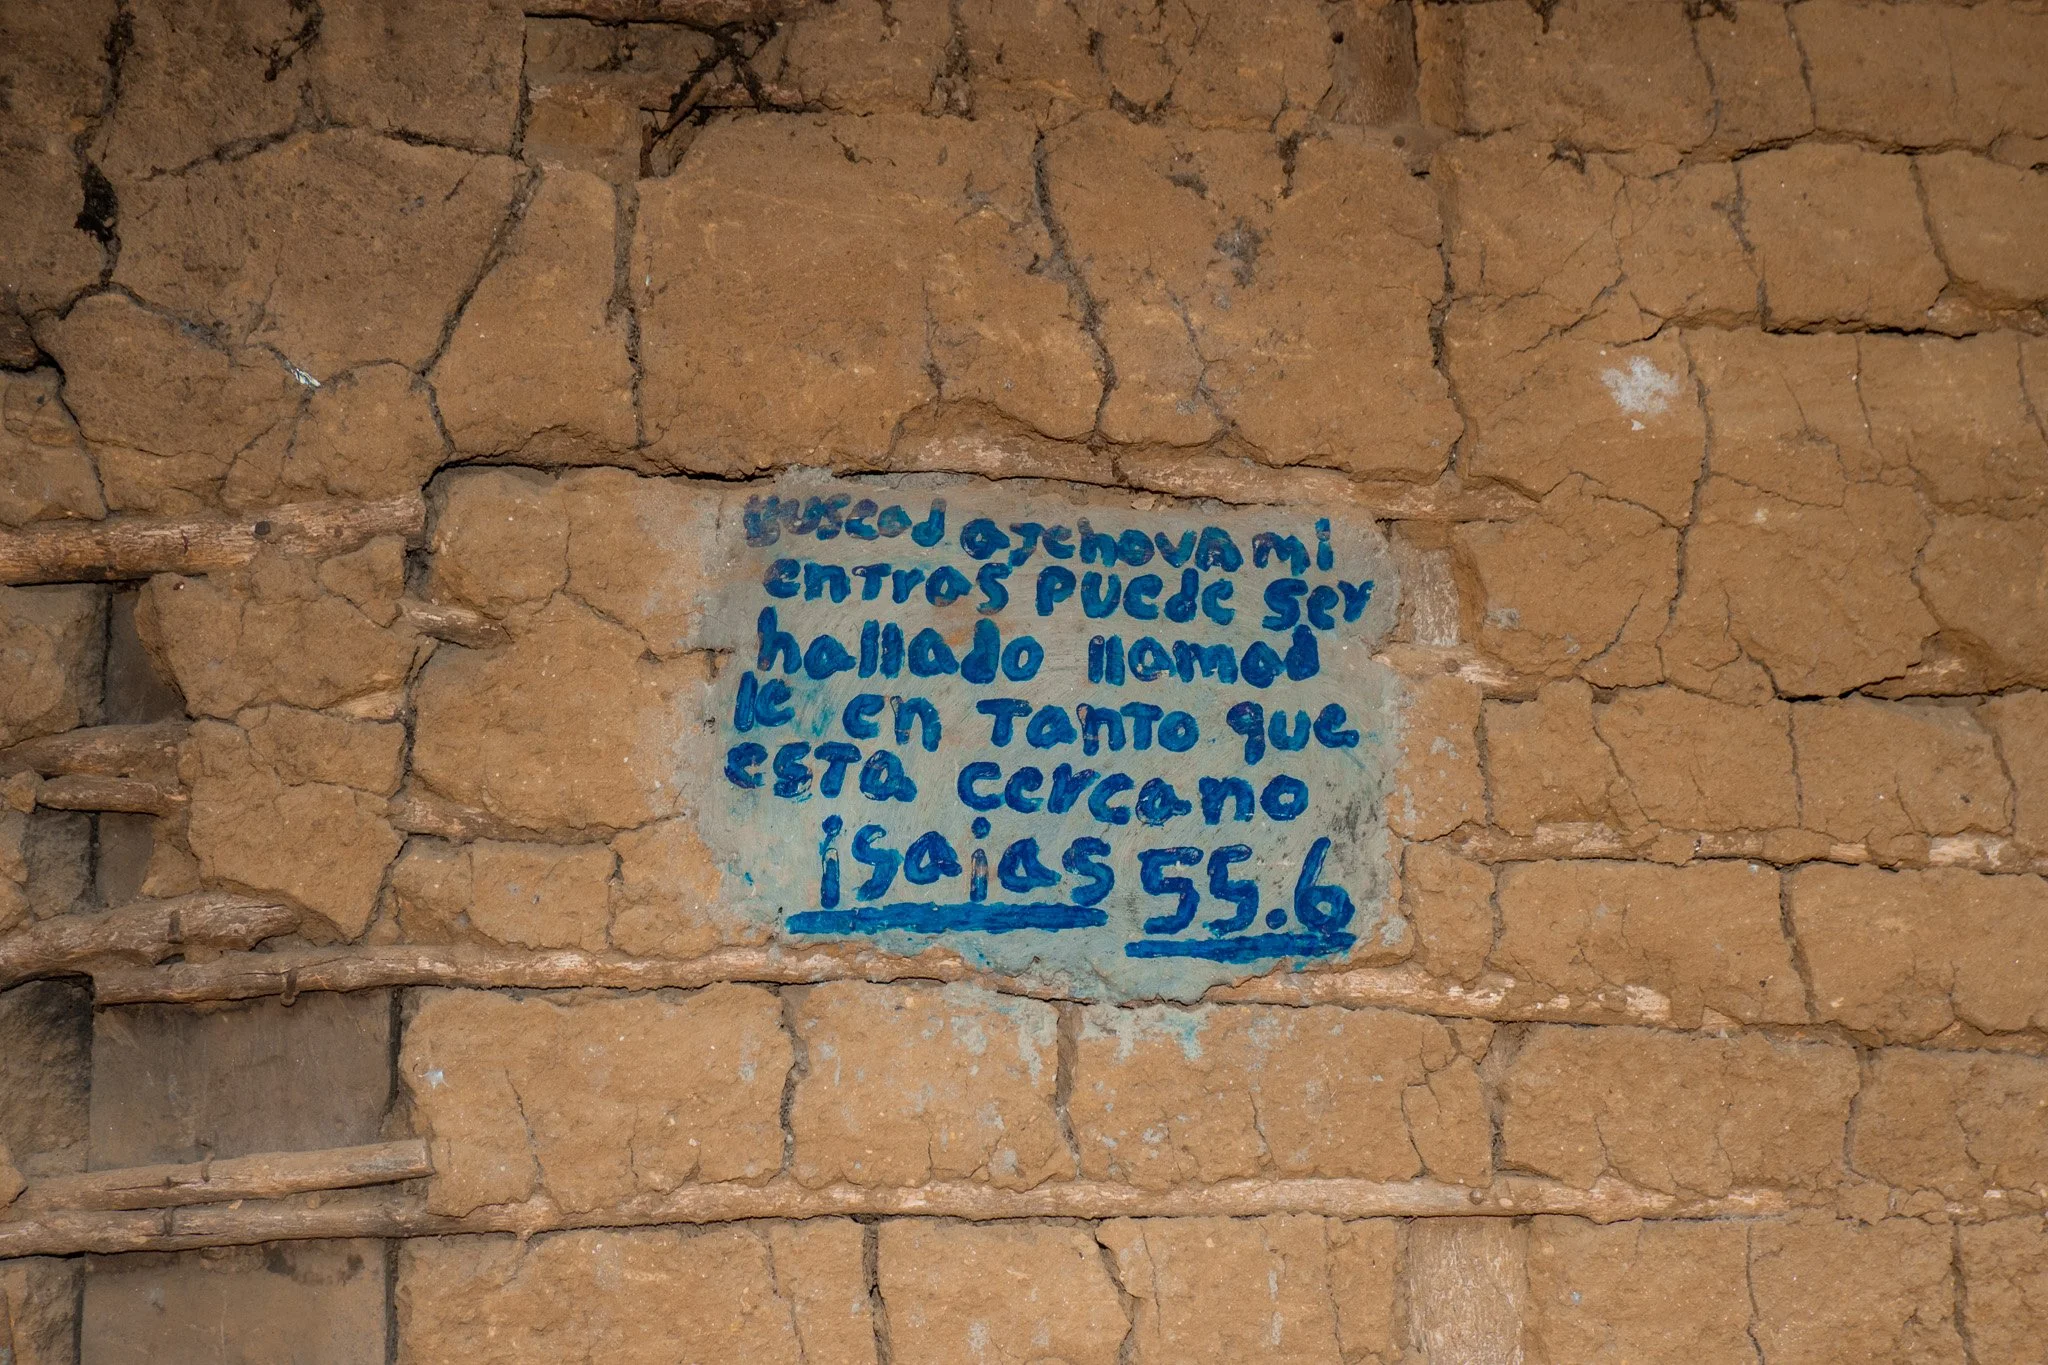 Buscad a Jehova mi
entras puede ser
hallado llamad
le en tanto que
esta cercano
isaias 55.6